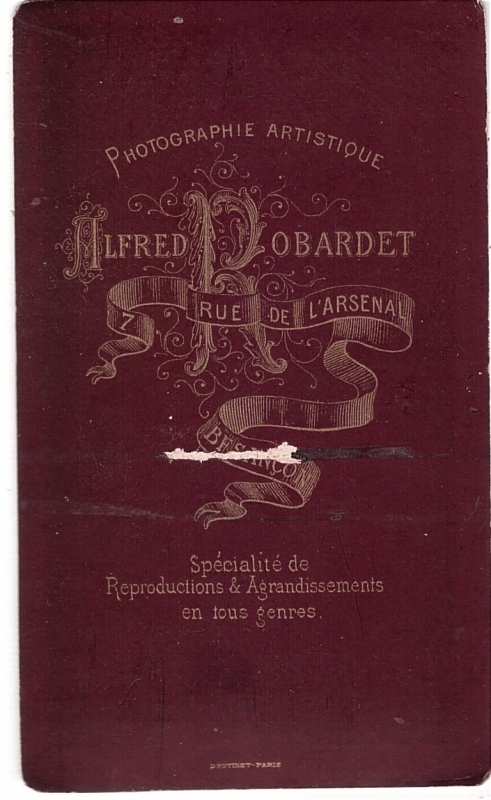 PHOTOGRAPHIE ARTISTIQUE
ALFRED ROBARDET
7 RUE DE L'ARSENAL
BESANÇON
Spécialité de
Reproductions & Agrandissements
en tous genres.